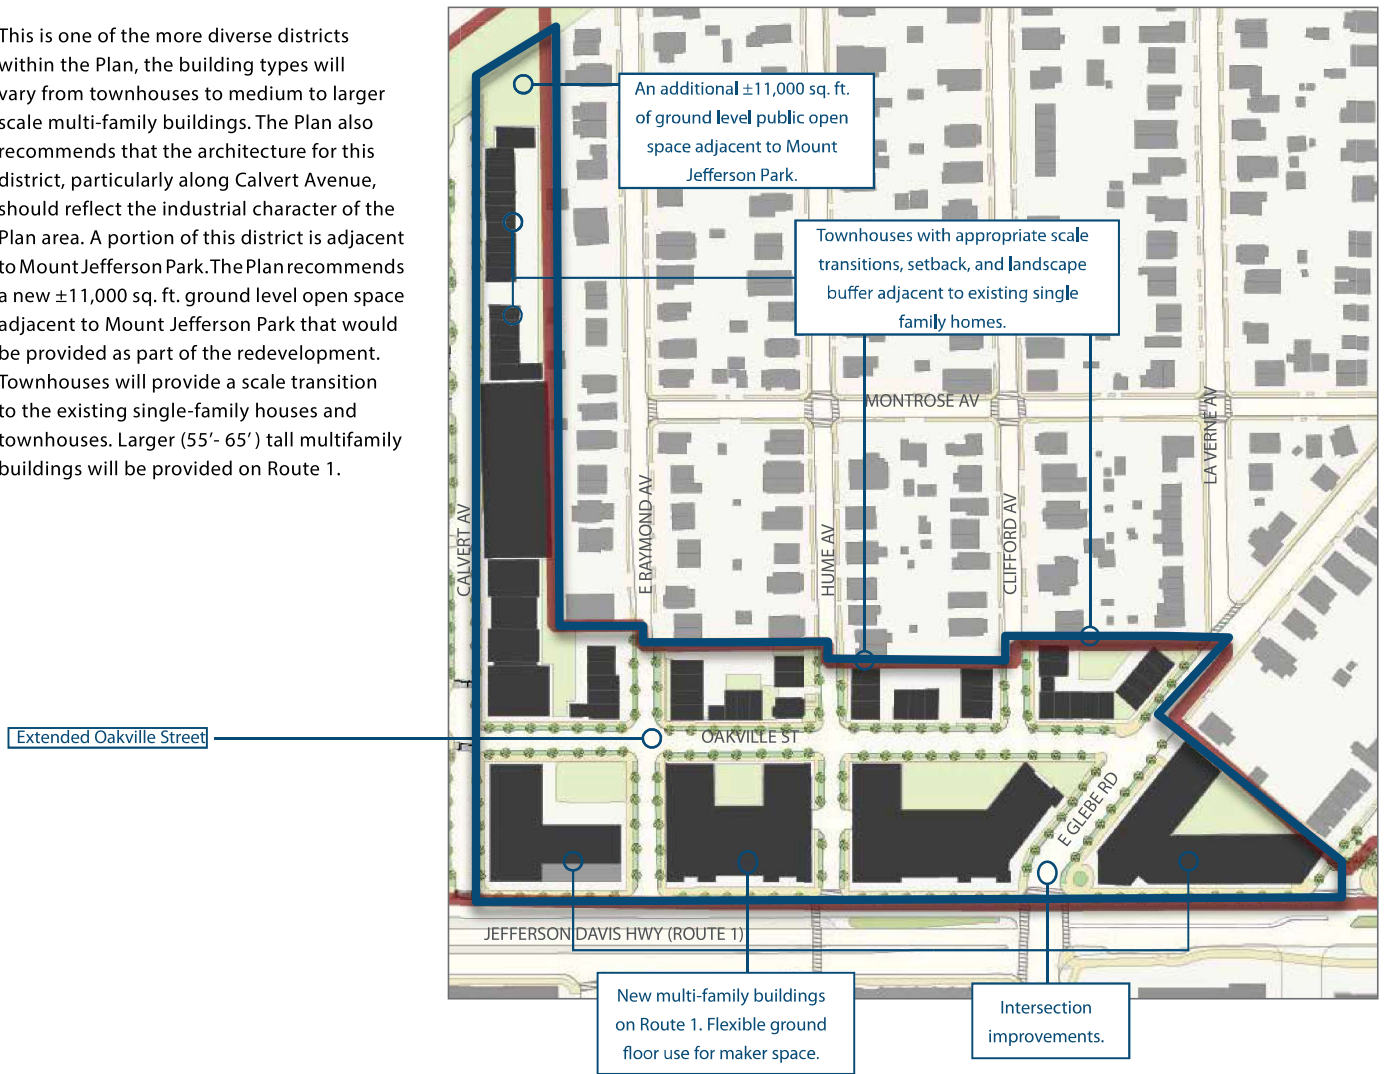 This is one of the more diverse districts
within the Plan, the building types will
vary from townhouses to medium to larger
scale multi-family buildings. The Plan also
recommends that the architecture for this
district, particularly along Calvert Avenue,
should reflect the industrial character of the
Plan area. A portion of this district is adjacent
to Mount Jefferson Park. The Plan recommends
a new ±11,000 sq. ft. ground level open space
adjacent to Mount Jefferson Park that would
be provided as part of the redevelopment.
Townhouses will provide a scale transition
to the existing single-family houses and
townhouses. Larger (55'- 65' ) tall multifamily
buildings will be provided on Route 1.
An additional ±11,000 sq. ft.
of ground level public open
space adjacent to Mount
Jefferson Park.
Townhouses with appropriate scale
transitions, setback, and landscape
buffer adjacent to existing single
family homes.
MONTROSE AV
LA VERNE AV
CALVERT AV
E RAYMOND AV
HUME AV
CLIFFORD AV
Extended Oakville Street
OAKVILLE ST
E GLEBE RD
JEFFERSON DAVIS HWY (ROUTE 1)
New multi-family buildings
on Route 1. Flexible ground
floor use for maker space.
Intersection
improvements.